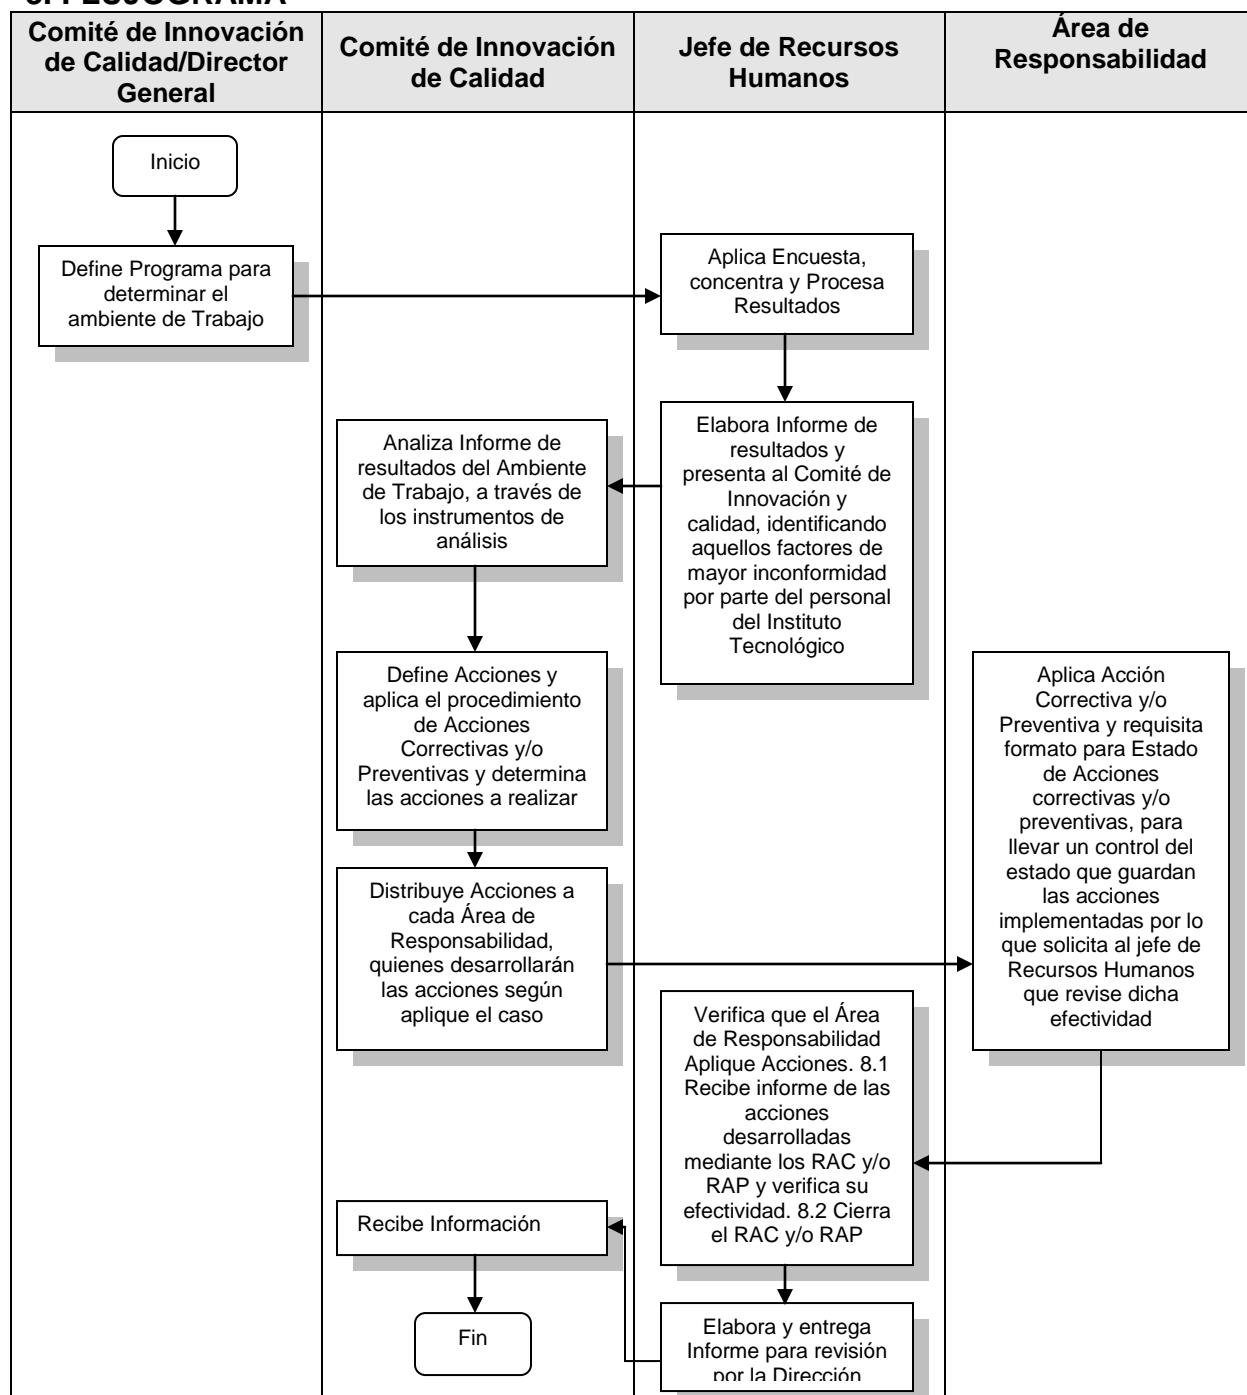 5. FLUJOGRAMA
Comité de Innovación
de Calidad/Director
General
Comité de Innovación
de Calidad
Jefe de Recursos
Humanos
Área de
Responsabilidad
Inicio
Define Programa para
determinar el
ambiente de Trabajo
Aplica Encuesta,
concentra y Procesa
Resultados
Elabora Informe de
resultados y
presenta al Comité de
Innovación y
calidad, identificando
aquellos factores de
mayor inconformidad
por parte del personal
del Instituto
Tecnológico
Analiza Informe de
resultados del Ambiente
de Trabajo, a través de
los instrumentos de
análisis
Define Acciones y
aplica el procedimiento
de Acciones
Correctivas y/o
Preventivas y determina
las acciones a realizar
Distribuye Acciones a
cada Área de
Responsabilidad,
quienes desarrollarán
las acciones según
aplique el caso
Aplica Acción
Correctiva y/o
Preventiva y requisita
formato para Estado
de Acciones
correctivas y/o
preventivas, para
llevar un control del
estado que guardan
las acciones
implementadas por lo
que solicita al jefe de
Recursos Humanos
que revise dicha
efectividad
Verifica que el Área
de Responsabilidad
Aplique Acciones. 8.1
Recibe informe de las
acciones
desarrolladas
mediante los RAC y/o
RAP y verifica su
efectividad. 8.2 Cierra
el RAC y/o RAP
Elabora y entrega
Informe para revisión
por la Dirección
Recibe Información
Fin